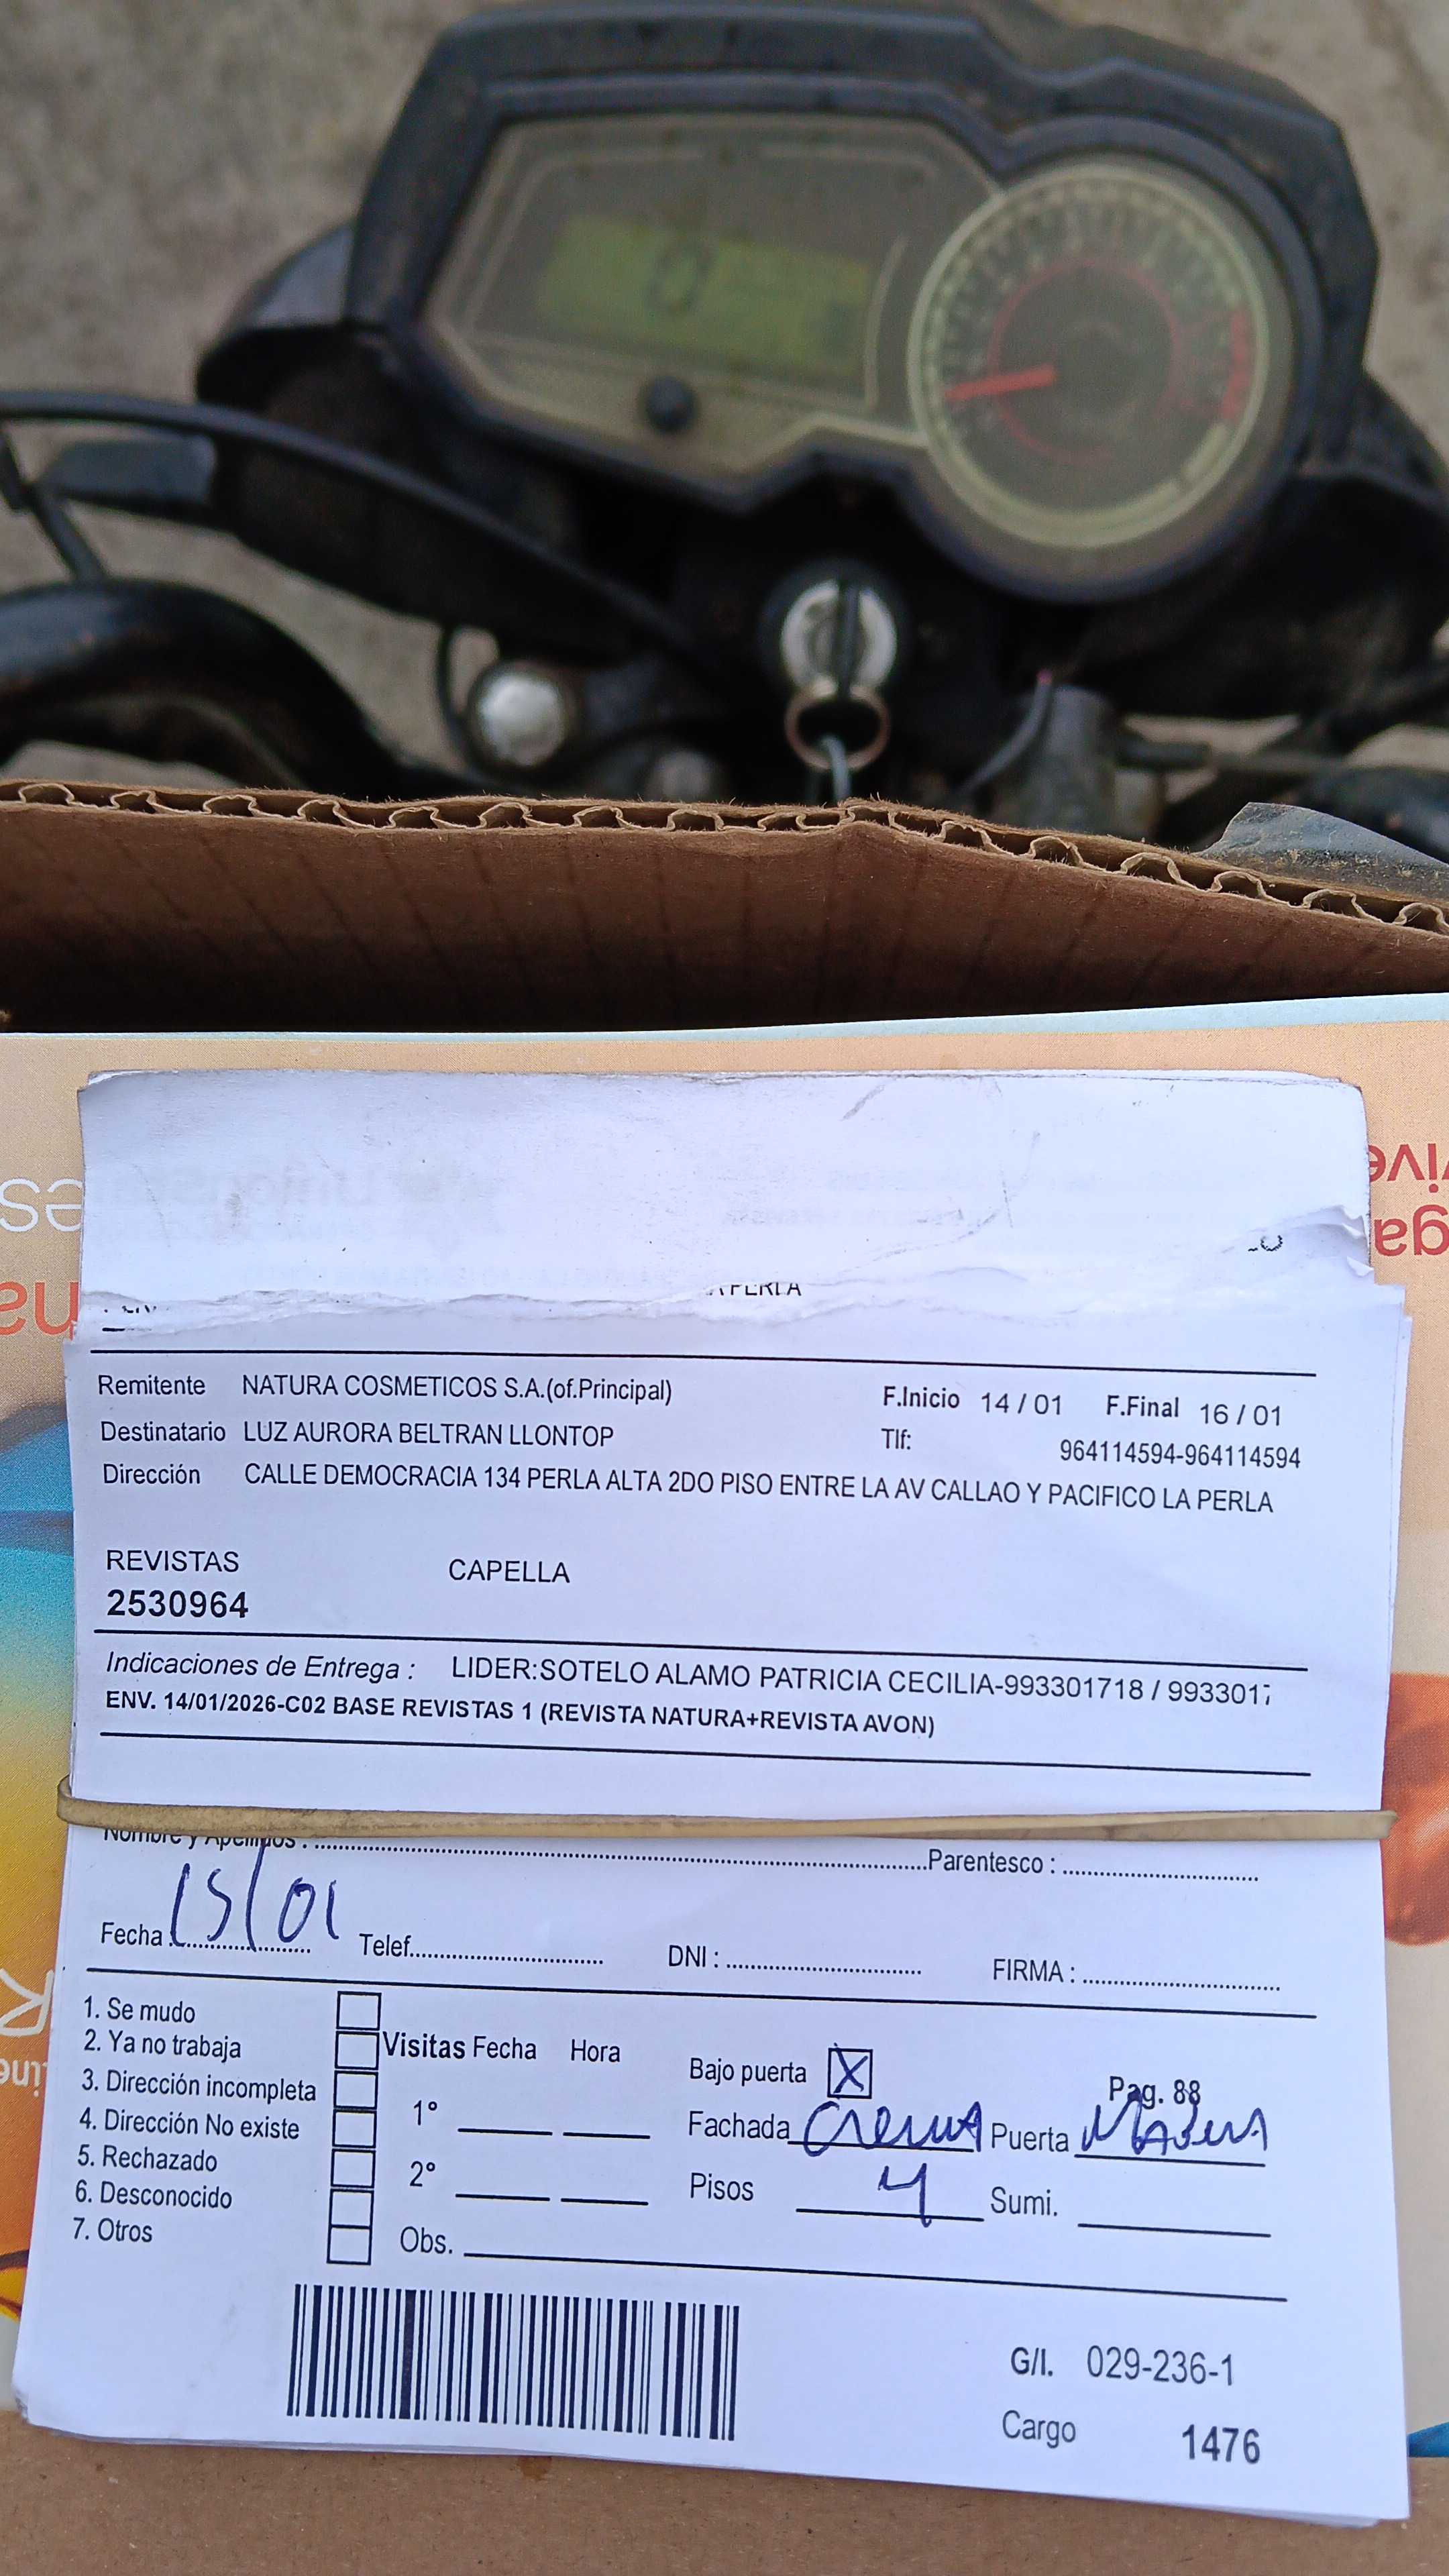 PERLA
Remitente NATURA COSMETICOS S.A.(of.Principal) F.Inicio 14 / 01 F.Final 16 / 01
Destinatario LUZ AURORA BELTRAN LLONTOP Tlf: 964114594-964114594
Dirección CALLE DEMOCRACIA 134 PERLA ALTA 2DO PISO ENTRE LA AV CALLAO Y PACIFICO LA PERLA
REVISTAS CAPELLA
2530964
Indicaciones de Entrega : LIDER:SOTELO ALAMO PATRICIA CECILIA-993301718 / 9933017
ENV. 14/01/2026-C02 BASE REVISTAS 1 (REVISTA NATURA+REVISTA AVON)
Nombre y Apellidos : Parentesco :
Fecha 15/01 Telef. DNI : FIRMA :
1. Se mudo
2. Ya no trabaja
3. Dirección incompleta
4. Dirección No existe
5. Rechazado
6. Desconocido
7. Otros
Visitas Fecha Hora
1°
2°
Obs.
Bajo puerta X Pag. 88
Fachada crema Puerta Madera
Pisos 4 Sumi.
G/I. 029-236-1
Cargo 1476